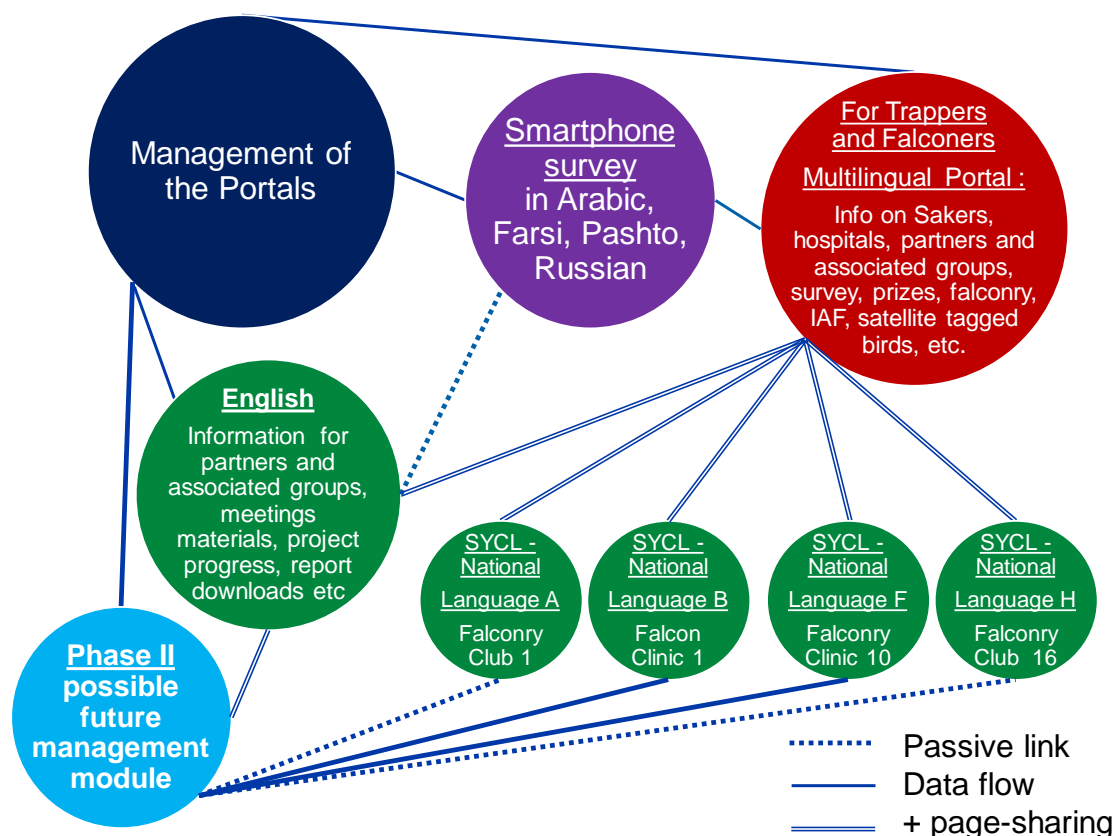 Management of
the Portals
Smartphone
survey
in Arabic,
Farsi, Pashto,
Russian
For Trappers
and Falconers
Multilingual Portal :
Info on Sakers,
hospitals, partners and
associated groups,
survey, prizes, falconry,
IAF, satellite tagged
birds, etc.
English
Information for
partners and
associated groups,
meetings
materials, project
progress, report
downloads etc
SYCL -
National
Language A
Falconry
Club 1
SYCL -
National
Language B
Falcon
Clinic 1
SYCL -
National
Language F
Falconry
Clinic 10
SYCL -
National
Language H
Falconry
Club 16
Phase II
possible
future
management
module
Passive link
Data flow
+ page-sharing